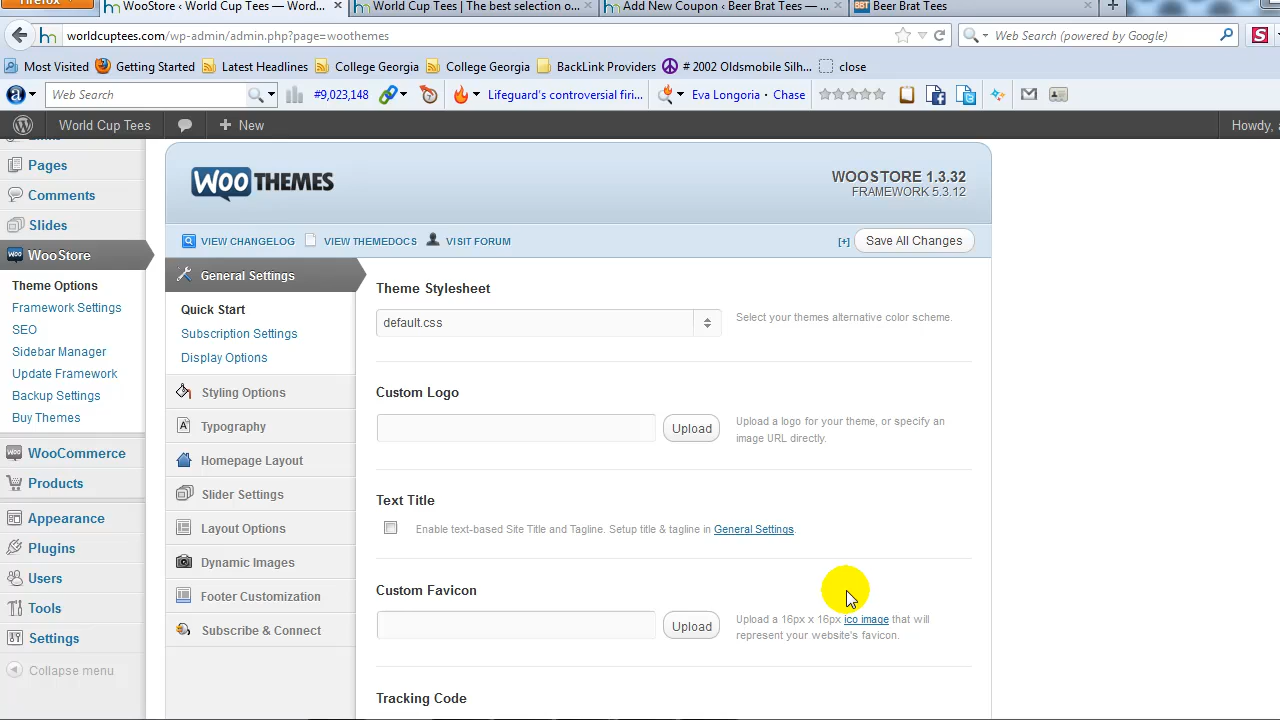 Firefox
WooStore ‹ World Cup Tees — Wor... ×
World Cup Tees | The best selection o... ×
Add New Coupon ‹ Beer Brat Tees — ... ×
BBT Beer Brat Tees ×
worldcuptees.com/wp-admin/admin.php?page=woothemes
Web Search (powered by Google)
Most Visited
Getting Started
Latest Headlines
College Georgia
College Georgia
BackLink Providers
# 2002 Oldsmobile Silh...
close
Web Search
#9,023,148
Lifeguard's controversial firi...
Eva Longoria · Chase
World Cup Tees
+ New
Howdy,
Pages
Comments
Slides
WooStore
Theme Options
Framework Settings
SEO
Sidebar Manager
Update Framework
Backup Settings
Buy Themes
WooCommerce
Products
Appearance
Plugins
Users
Tools
Settings
Collapse menu
WOOTHEMES
WOOSTORE 1.3.32
FRAMEWORK 5.3.12
VIEW CHANGELOG
VIEW THEMEDOCS
VISIT FORUM
[+]
Save All Changes
General Settings
Quick Start
Subscription Settings
Display Options
Styling Options
Typography
Homepage Layout
Slider Settings
Layout Options
Dynamic Images
Footer Customization
Subscribe & Connect
Theme Stylesheet
default.css
Select your themes alternative color scheme.
Custom Logo
Upload
Upload a logo for your theme, or specify an
image URL directly.
Text Title
Enable text-based Site Title and Tagline. Setup title & tagline in General Settings.
Custom Favicon
Upload
Upload a 16px x 16px ico image that will
represent your website's favicon.
Tracking Code